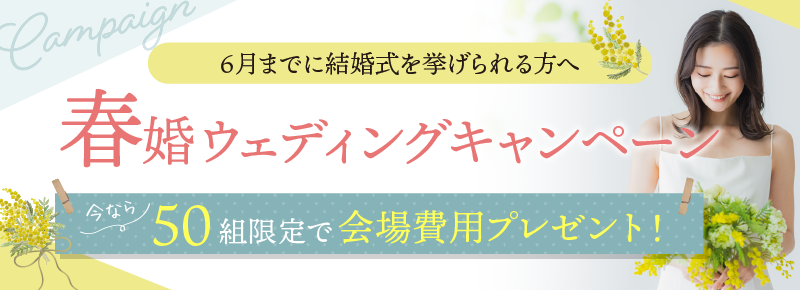 Campaign
6月までに結婚式を挙げられる方へ
春婚ウェディングキャンペーン
今なら 50組限定で 会場費用プレゼント！